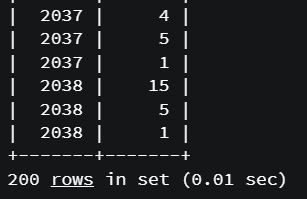 |  2037 |     4 |
|  2037 |     5 |
|  2037 |     1 |
|  2038 |    15 |
|  2038 |     5 |
|  2038 |     1 |
+-------+-------+
200 rows in set (0.01 sec)